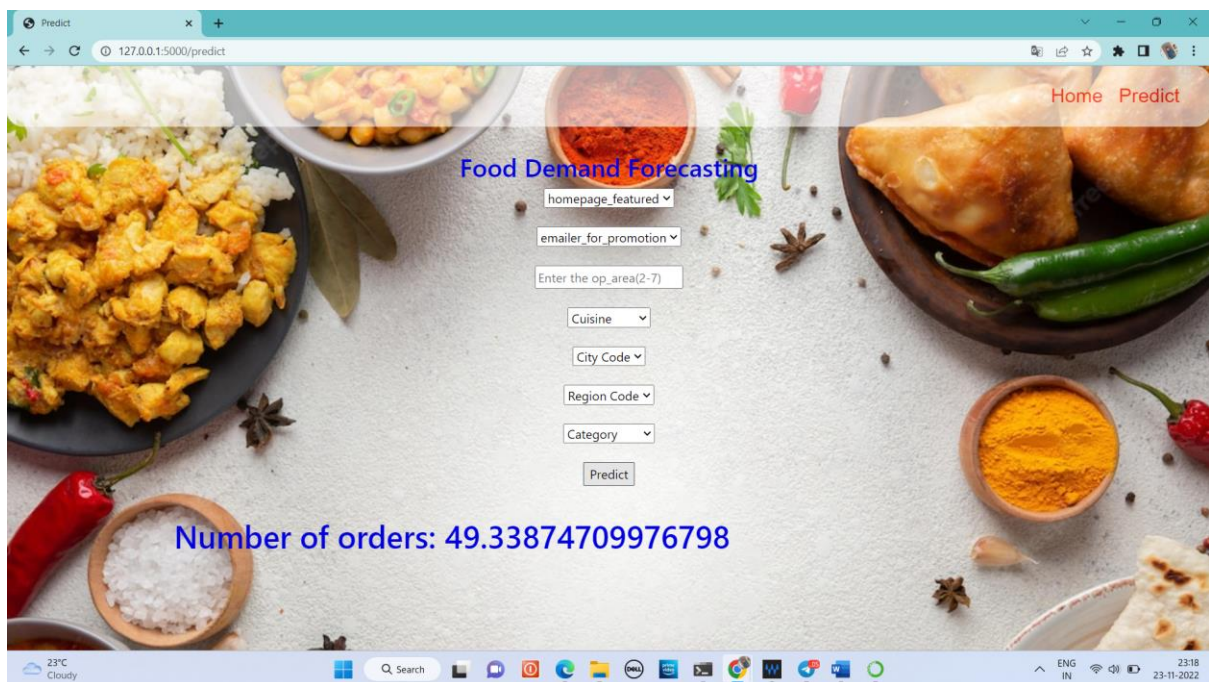 Predict
127.0.0.1:5000/predict
Home Predict
Food Demand Forecasting
homepage_featured
emailer_for_promotion
Enter the op_area(2-7)
Cuisine
City Code
Region Code
Category
Predict
Number of orders: 49.33874709976798
23°C
Cloudy
Search
ENG
IN
23:18
23-11-2022